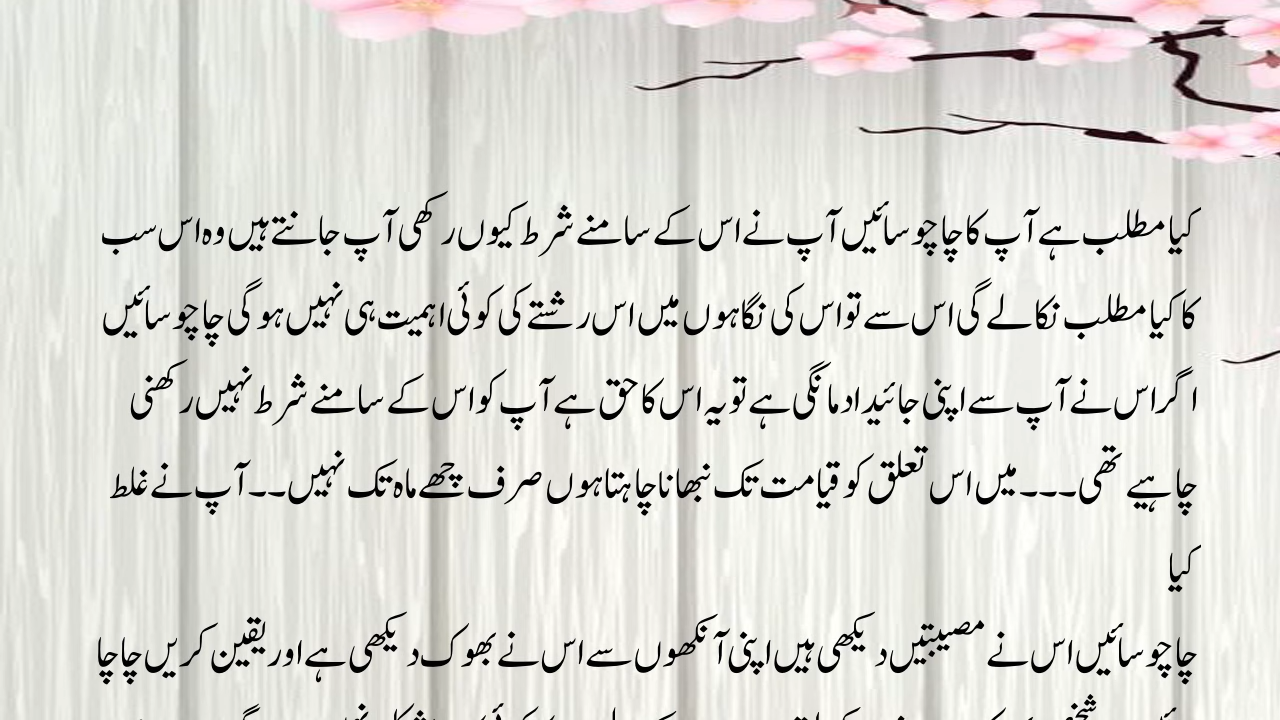 کیا مطلب ہے آپ کا چاچو سائیں آپ نے اس کے سامنے شرط کیوں رکھی آپ جانتے ہیں وہ اس سب
کا کیا مطلب نکالے گی اس سے تو اس کی نگاہوں میں اس رشتے کی کوئی اہمیت ہی نہیں ہو گی چاچو سائیں
اگر اس نے آپ سے اپنی جائیداد مانگی ہے تو یہ اس کا حق ہے آپ کو اس کے سامنے شرط نہیں رکھنی
چاہیے تھی۔۔۔ میں اس تعلق کو قیامت تک نبھانا چاہتا ہوں صرف چھے ماہ تک نہیں۔۔ آپ نے غلط
کیا
چاچو سائیں اس نے مصیبتیں دیکھی ہیں اپنی آنکھوں سے اس نے بھوک دیکھی ہے اور یقین کریں چاچا